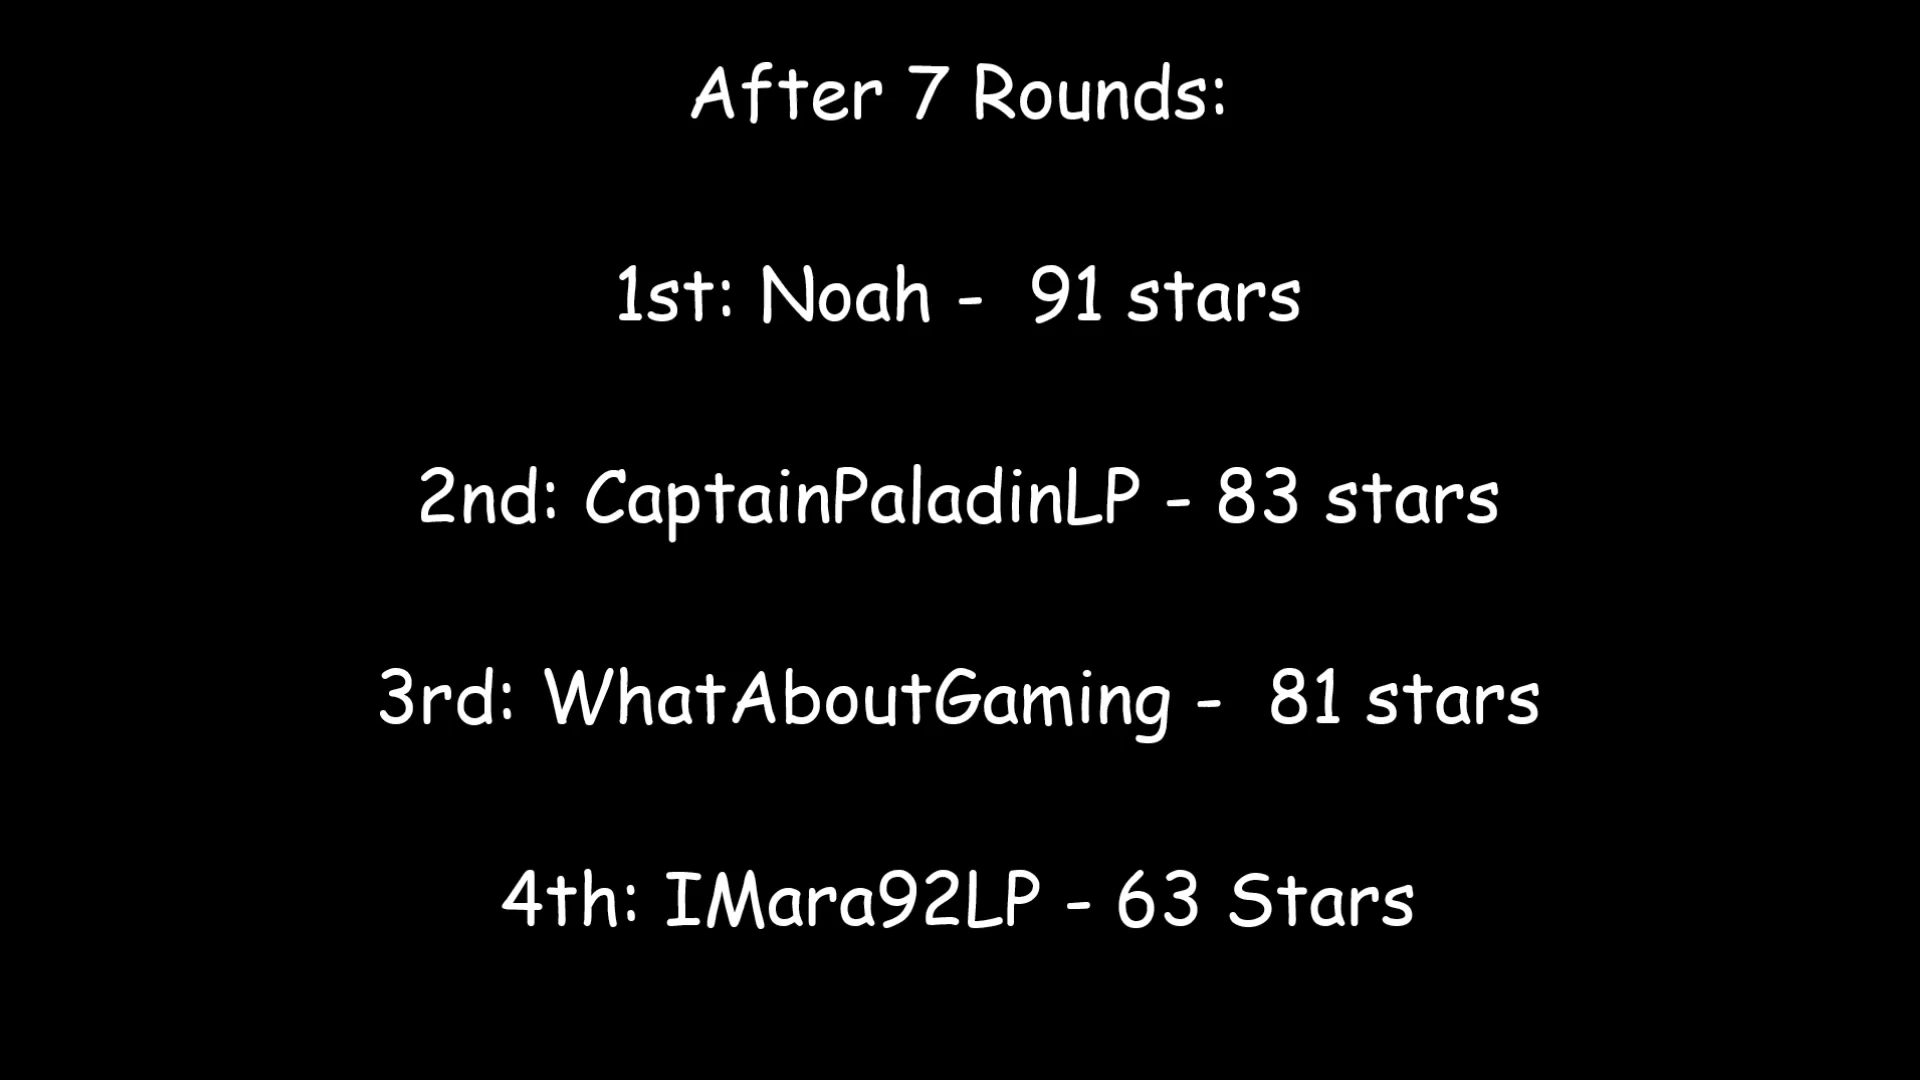 After 7 Rounds:
1st: Noah -  91 stars
2nd: CaptainPaladinLP - 83 stars
3rd: WhatAboutGaming -  81 stars
4th: IMara92LP - 63 Stars